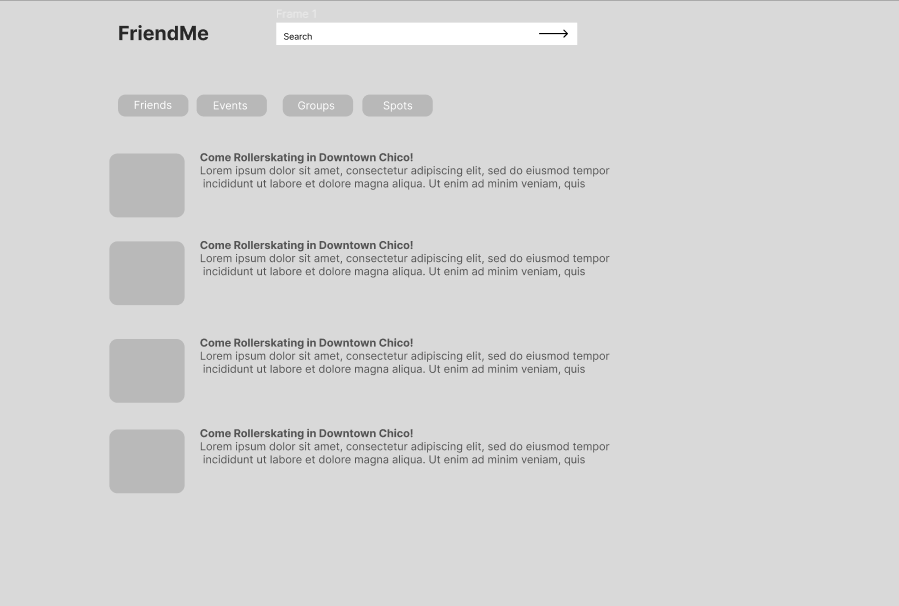 Frame 1
FriendMe
Search
Friends
Events
Groups
Spots
Come Rollerskating in Downtown Chico!
Lorem ipsum dolor sit amet, consectetur adipiscing elit, sed do eiusmod tempor
incididunt ut labore et dolore magna aliqua. Ut enim ad minim veniam, quis
Come Rollerskating in Downtown Chico!
Lorem ipsum dolor sit amet, consectetur adipiscing elit, sed do eiusmod tempor
incididunt ut labore et dolore magna aliqua. Ut enim ad minim veniam, quis
Come Rollerskating in Downtown Chico!
Lorem ipsum dolor sit amet, consectetur adipiscing elit, sed do eiusmod tempor
incididunt ut labore et dolore magna aliqua. Ut enim ad minim veniam, quis
Come Rollerskating in Downtown Chico!
Lorem ipsum dolor sit amet, consectetur adipiscing elit, sed do eiusmod tempor
incididunt ut labore et dolore magna aliqua. Ut enim ad minim veniam, quis